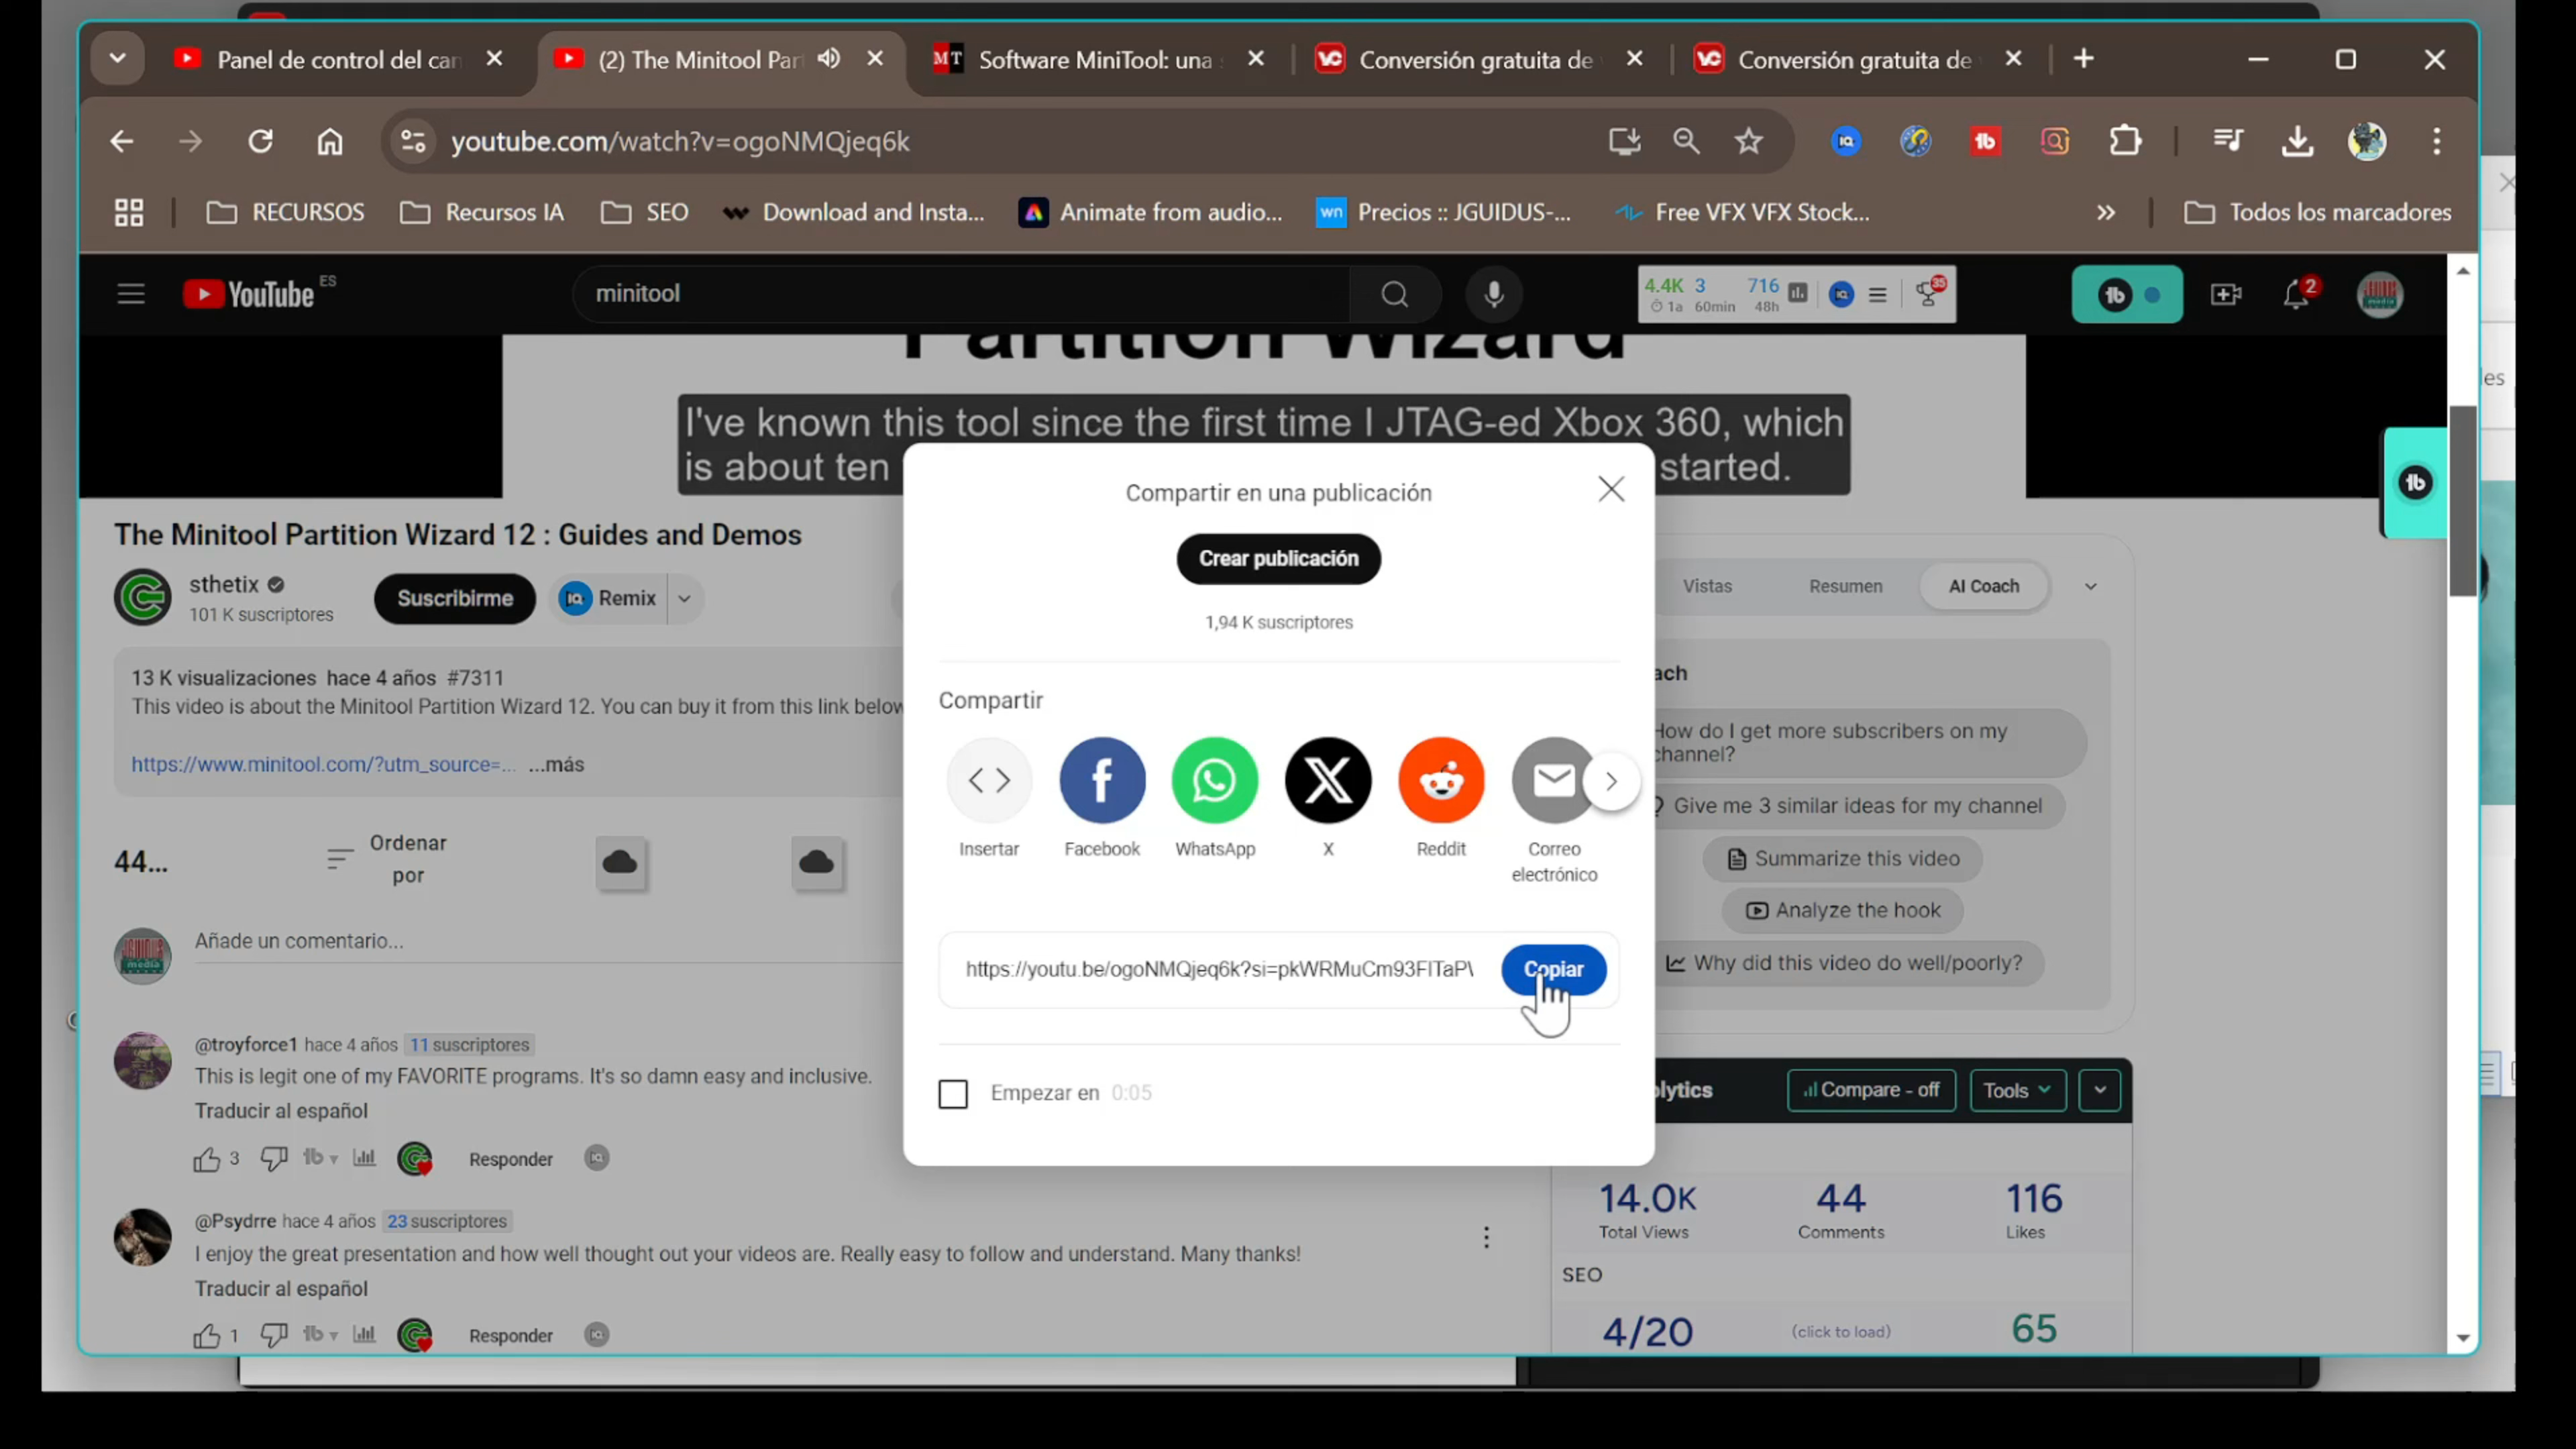 Panel de control del can
(2) The Minitool Par
MT
Software MiniTool: una s
VC
Conversión gratuita de
VC
Conversión gratuita de
youtube.com/watch?v=ogoNMQjeq6k
RECURSOS
Recursos IA
SEO
Download and Insta...
Animate from audio...
wn
Precios :: JGUIDUS-...
Free VFX VFX Stock...
Todos los marcadores
YouTube ES
minitool
4.4K 3 716
1a 60min 48h
35
2
Partition Wizard
I've known this tool since the first time I JTAG-ed Xbox 360, which
is about ten
started.
The Minitool Partition Wizard 12 : Guides and Demos
sthetix
101 K suscriptores
Suscribirme
Remix
13 K visualizaciones hace 4 años #7311
This video is about the Minitool Partition Wizard 12. You can buy it from this link below
https://www.minitool.com/?utm_source=... ...más
44...
Ordenar
por
Añade un comentario...
@troyforce1 hace 4 años 11 suscriptores
This is legit one of my FAVORITE programs. It's so damn easy and inclusive.
Traducir al español
3
Responder
@Psydrre hace 4 años 23 suscriptores
I enjoy the great presentation and how well thought out your videos are. Really easy to follow and understand. Many thanks!
Traducir al español
1
Responder
Compartir en una publicación
Crear publicación
1,94 K suscriptores
Compartir
Insertar
Facebook
WhatsApp
X
Reddit
Correo
electrónico
https://youtu.be/ogoNMQjeq6k?si=pkWRMuCm93FlTaP\
Copiar
Empezar en 0:05
Vistas
Resumen
AI Coach
ach
How do I get more subscribers on my
channel?
Give me 3 similar ideas for my channel
Summarize this video
Analyze the hook
Why did this video do well/poorly?
lytics
Compare - off
Tools
14.0K
Total Views
44
Comments
116
Likes
SEO
4/20
(click to load)
65
les